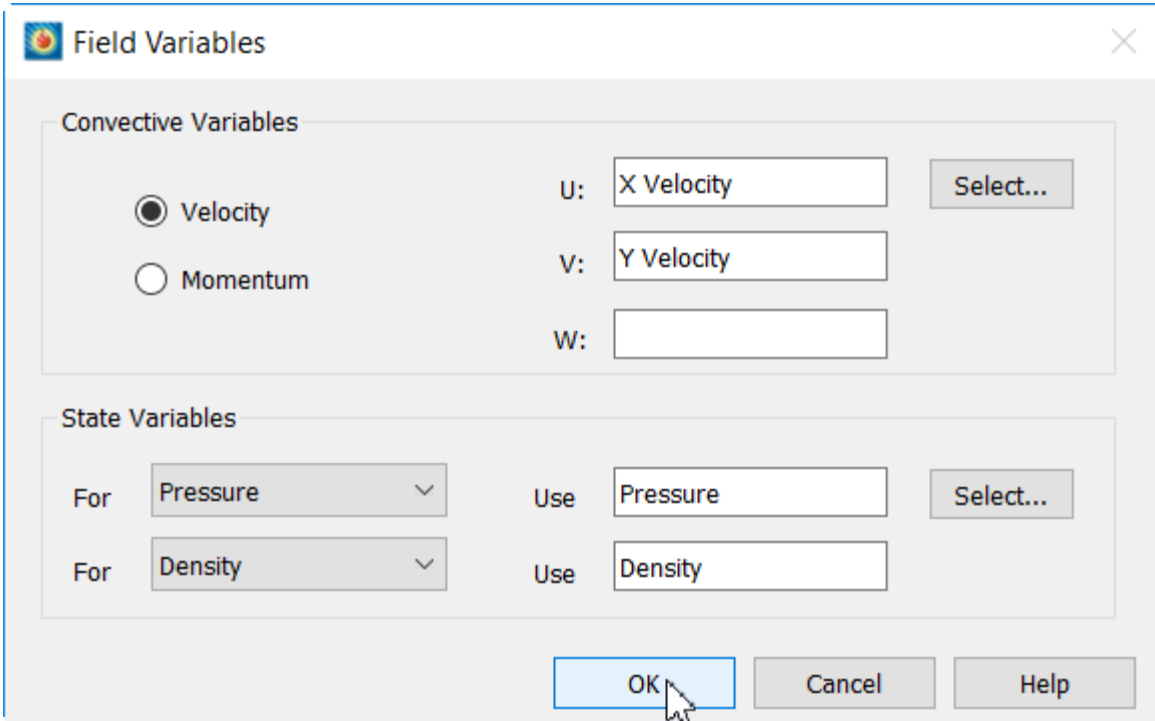 Field Variables
Convective Variables
Velocity
Momentum
U: X Velocity Select...
V: Y Velocity
W:
State Variables
For Pressure Use Pressure Select...
For Density Use Density
OK Cancel Help